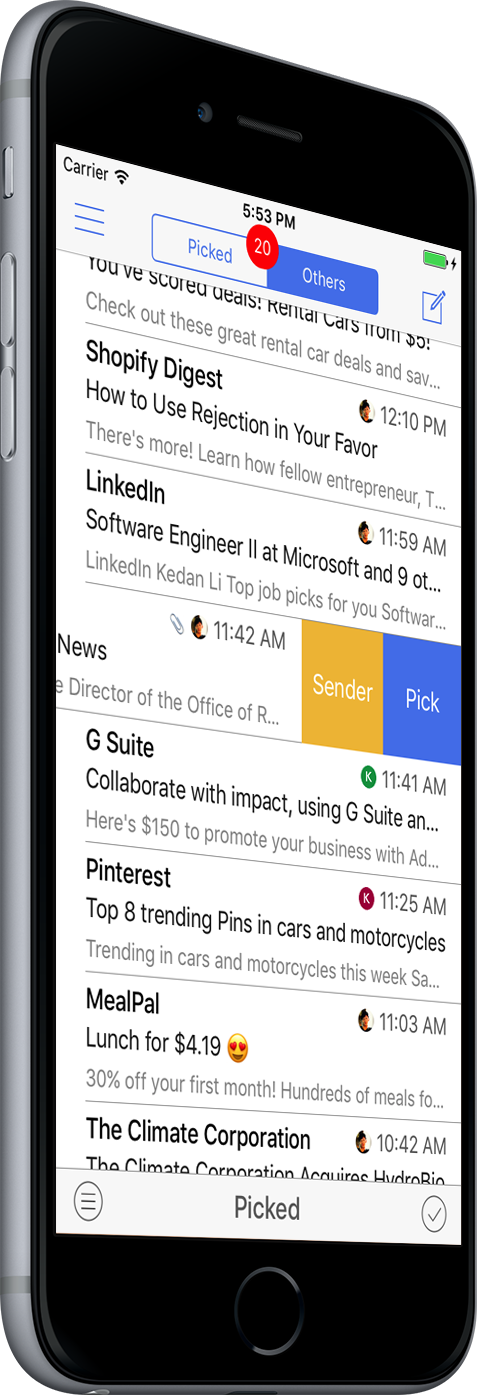 Carrier
5:53 PM
Picked
20
Others
You've scored deals! Rental Cars from $5!
Check out these great rental car deals and sav...
Shopify Digest
12:10 PM
How to Use Rejection in Your Favor
There's more! Learn how fellow entrepreneur, T...
LinkedIn
11:59 AM
Software Engineer II at Microsoft and 9 ot...
LinkedIn Kedan Li Top job picks for you Softwar...
11:42 AM
News
e Director of the Office of R...
Sender
Pick
G Suite
K 11:41 AM
Collaborate with impact, using G Suite an...
Here's $150 to promote your business with Ad...
Pinterest
K 11:25 AM
Top 8 trending Pins in cars and motorcycles
Trending in cars and motorcycles this week Sa...
MealPal
11:03 AM
Lunch for $4.19 😍
30% off your first month! Hundreds of meals fo...
The Climate Corporation
10:42 AM
The Climate Corporation Acquires HydroBio
Picked